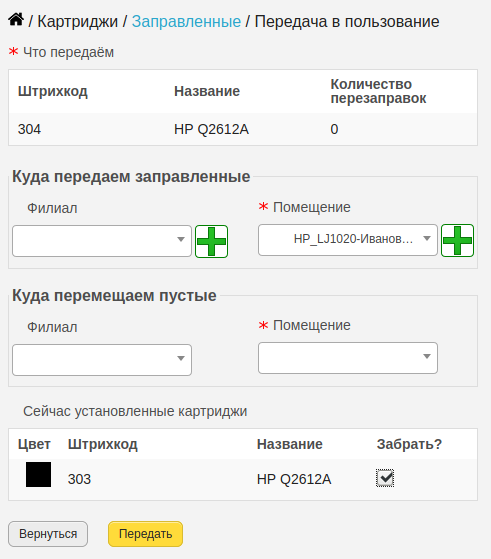 / Картриджи / Заправленные / Передача в пользование
* Что передаём
Штрихкод Название Количество перезаправок
304 HP Q2612A 0
Куда передаем заправленные
Филиал * Помещение
HP_LJ1020-Иванов…
Куда перемещаем пустые
Филиал * Помещение
Сейчас установленные картриджи
Цвет Штрихкод Название Забрать?
303 HP Q2612A
Вернуться Передать